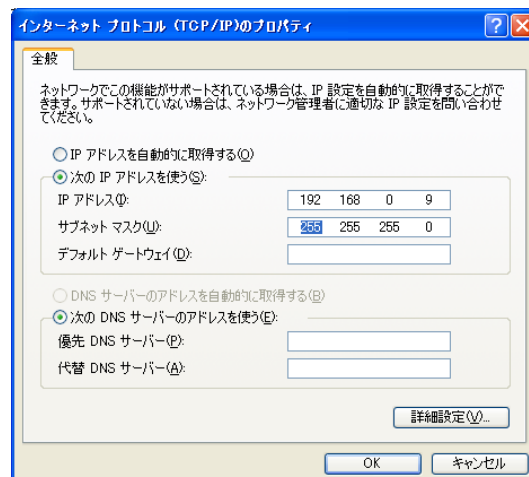 インターネット プロトコル (TCP/IP)のプロパティ
全般
ネットワークでこの機能がサポートされている場合は、IP 設定を自動的に取得することがで
きます。サポートされていない場合は、ネットワーク管理者に適切な IP 設定を問い合わせ
てください。
IP アドレスを自動的に取得する(O)
次の IP アドレスを使う(S):
IP アドレス(I): 192 168 0 9
サブネット マスク(U): 255 255 255 0
デフォルト ゲートウェイ(D):
DNS サーバーのアドレスを自動的に取得する(B)
次の DNS サーバーのアドレスを使う(E):
優先 DNS サーバー(P):
代替 DNS サーバー(A):
詳細設定(V)...
OK キャンセル